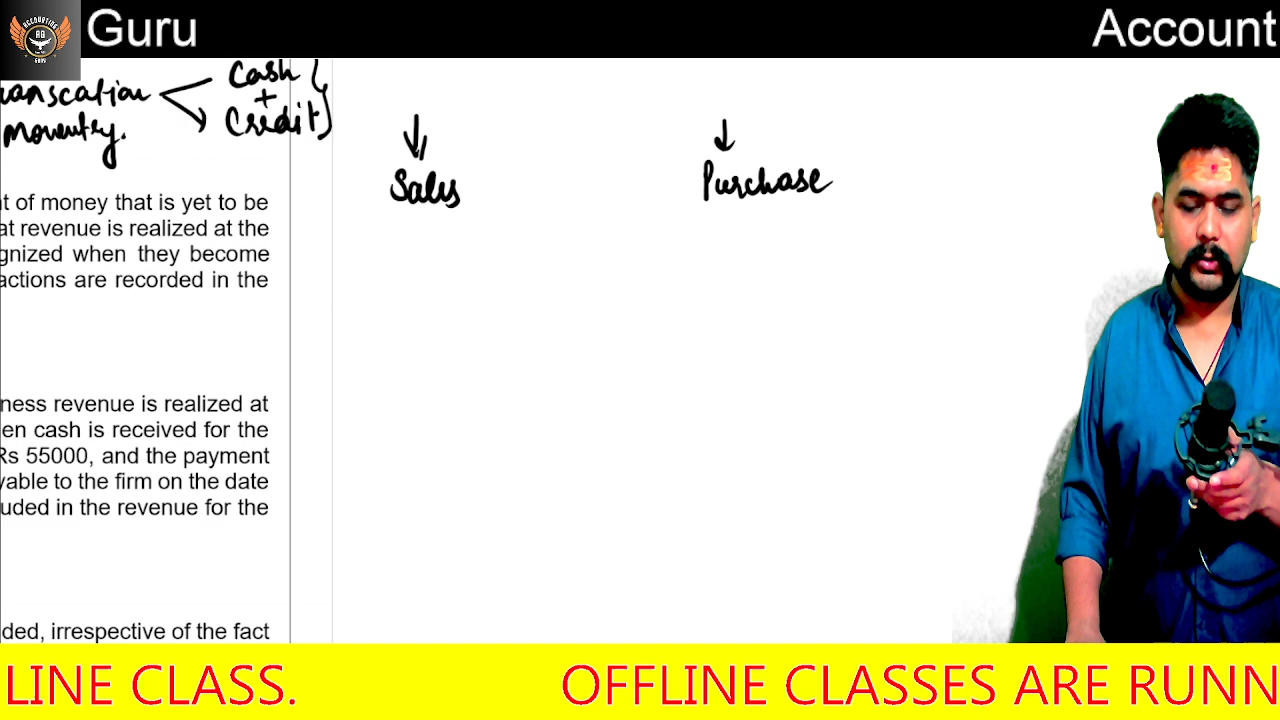 Guru
Account
Cash
+
Credit
Sales
Purchase
t of money that is yet to be
at revenue is realized at the
gnized when they become
actions are recorded in the
ness revenue is realized at
en cash is received for the
Rs 55000, and the payment
yable to the firm on the date
uded in the revenue for the
ded, irrespective of the fact
LINE CLASS. OFFLINE CLASSES ARE RUNN